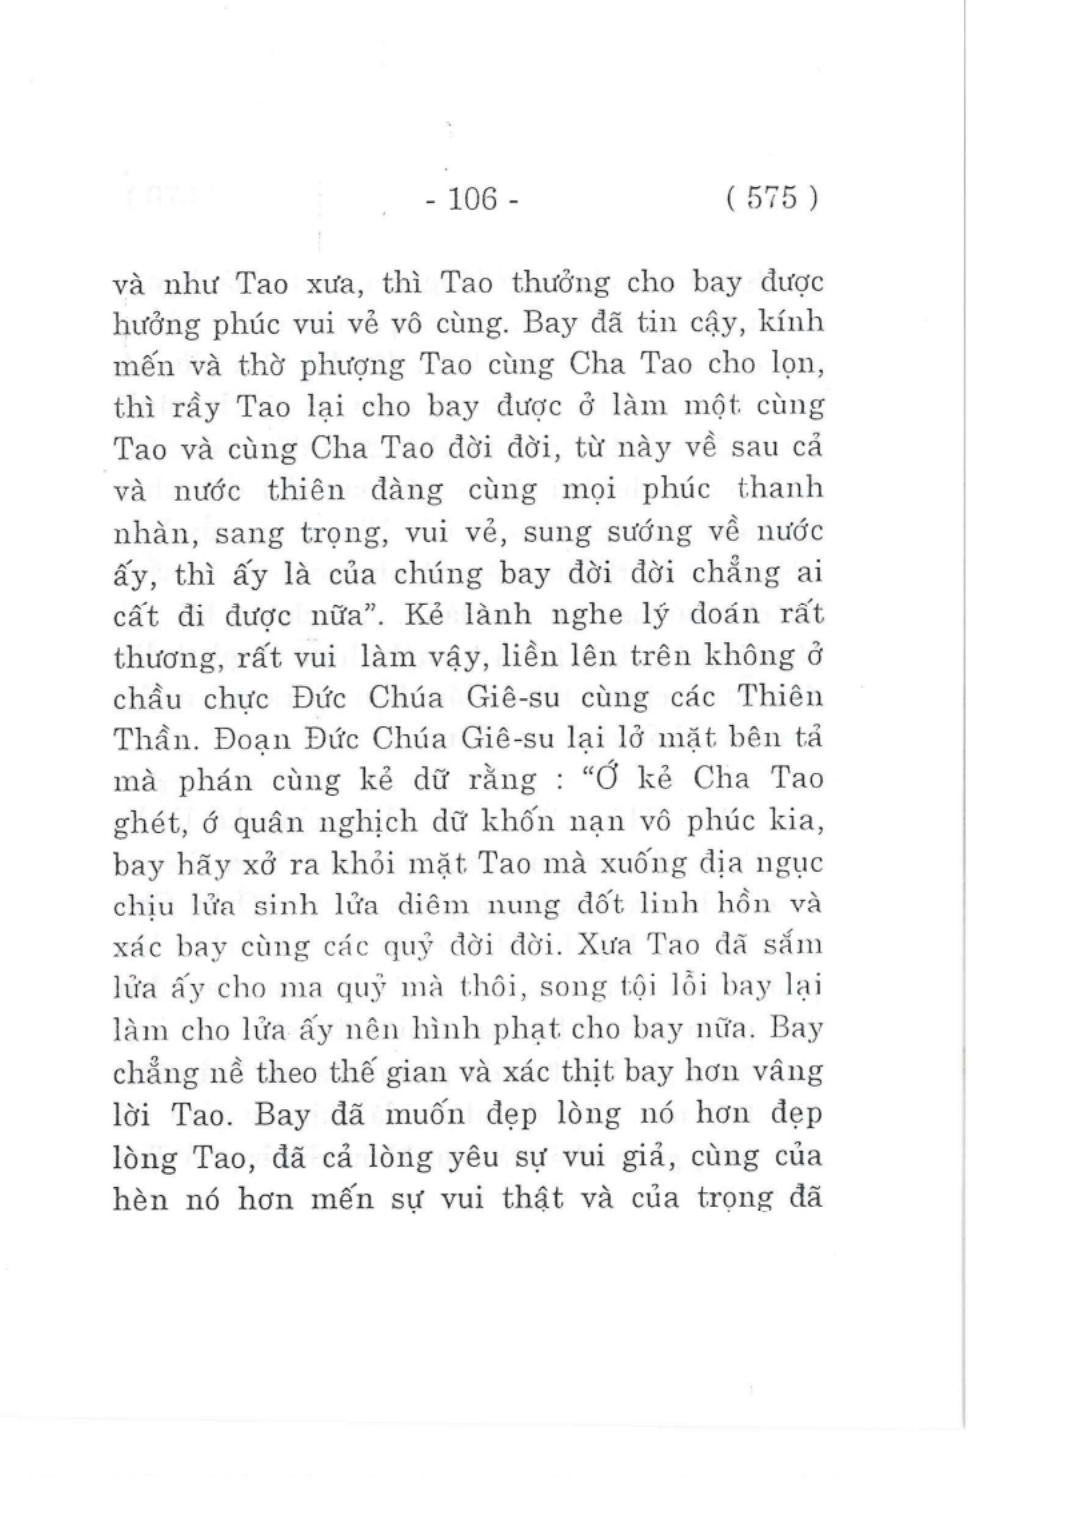 - 106 - ( 575 )
và như Tao xưa, thì Tao thưởng cho bay được
hưởng phúc vui vẻ vô cùng. Bay đã tin cậy, kính
mến và thờ phượng Tao cùng Cha Tao cho lọn,
thì rầy Tao lại cho bay được ở làm một cùng
Tao và cùng Cha Tao đời đời, từ này về sau cả
và nước thiên đàng cùng mọi phúc thanh
nhàn, sang trọng, vui vẻ, sung sướng về nước
ấy, thì ấy là của chúng bay đời đời chẳng ai
cất đi được nữa”. Kẻ lành nghe lý đoán rất
thương, rất vui làm vậy, liền lên trên không ở
chầu chực Đức Chúa Giê-su cùng các Thiên
Thần. Đoạn Đức Chúa Giê-su lại lở mặt bên tả
mà phán cùng kẻ dữ rằng : “Ớ kẻ Cha Tao
ghét, ớ quân nghịch dữ khốn nạn vô phúc kia,
bay hãy xở ra khỏi mặt Tao mà xuống địa ngục
chịu lửa sinh lửa diêm nung đốt linh hồn và
xác bay cùng các quỷ đời đời. Xưa Tao đã sắm
lửa ấy cho ma quỷ mà thôi, song tội lỗi bay lại
làm cho lửa ấy nên hình phạt cho bay nữa. Bay
chẳng nề theo thế gian và xác thịt bay hơn vâng
lời Tao. Bay đã muốn đẹp lòng nó hơn đẹp
lòng Tao, đã cả lòng yêu sự vui giả, cùng của
hèn nó hơn mến sự vui thật và của trọng đã